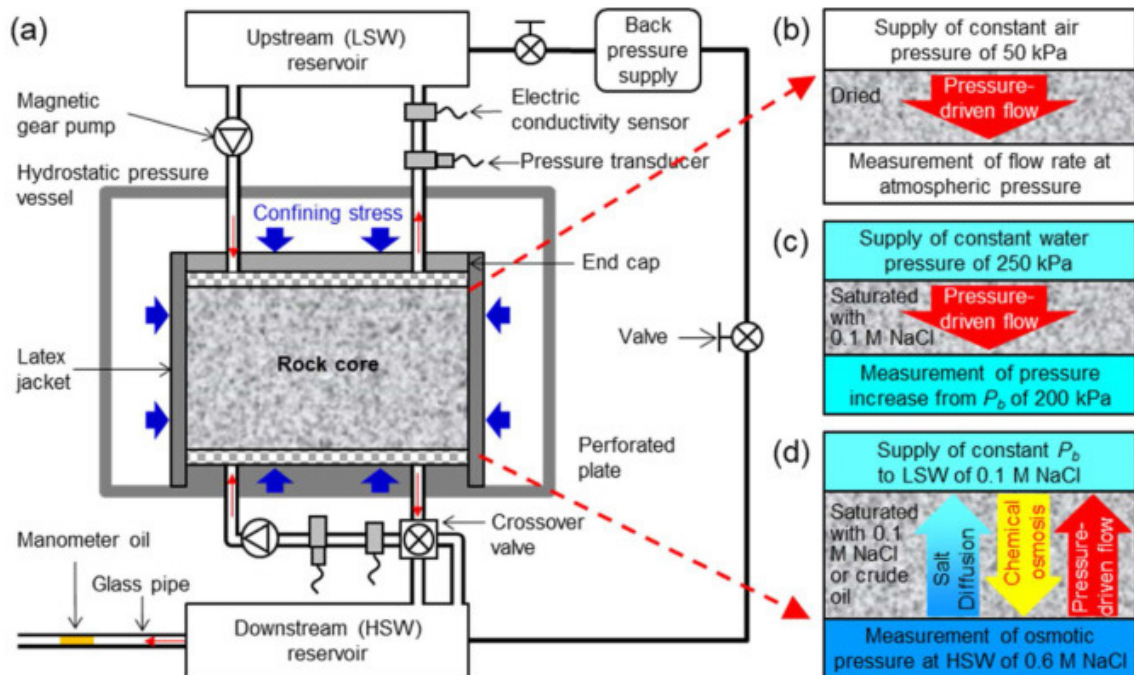 (a)
Upstream (LSW)
reservoir
Back
pressure
supply
Magnetic
gear pump
Electric
conductivity sensor
Pressure transducer
Hydrostatic pressure
vessel
Confining stress
End cap
Valve
Latex
jacket
Rock core
Perforated
plate
Crossover
valve
Manometer oil
Glass pipe
Downstream (HSW)
reservoir
(b)
Supply of constant air
pressure of 50 kPa
Dried
Pressure-
driven flow
Measurement of flow rate at
atmospheric pressure
(c)
Supply of constant water
pressure of 250 kPa
Saturated
with
0.1 M NaCl
Pressure-
driven flow
Measurement of pressure
increase from P_b of 200 kPa
(d)
Supply of constant P_b
to LSW of 0.1 M NaCl
Saturated
with 0.1
M NaCl
or crude
oil
Salt
Diffusion
Chemical
osmosis
Pressure-
driven flow
Measurement of osmotic
pressure at HSW of 0.6 M NaCl